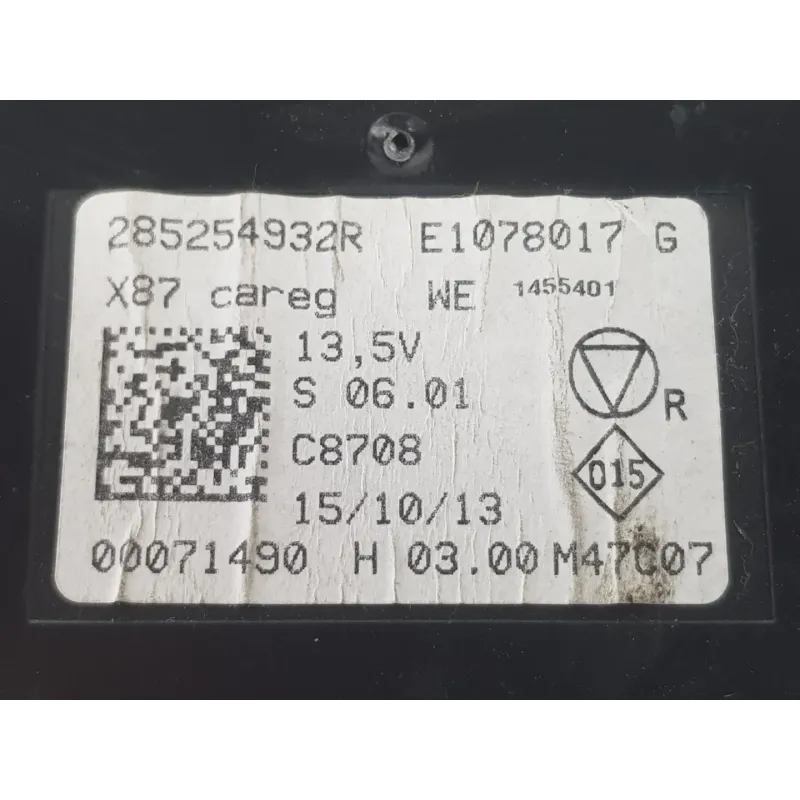 285254932R E1078017 G
X87 careg WE 1455401
13,5V
S 06.01
R
C8708
015
15/10/13
00071490 H 03.00 M47C07